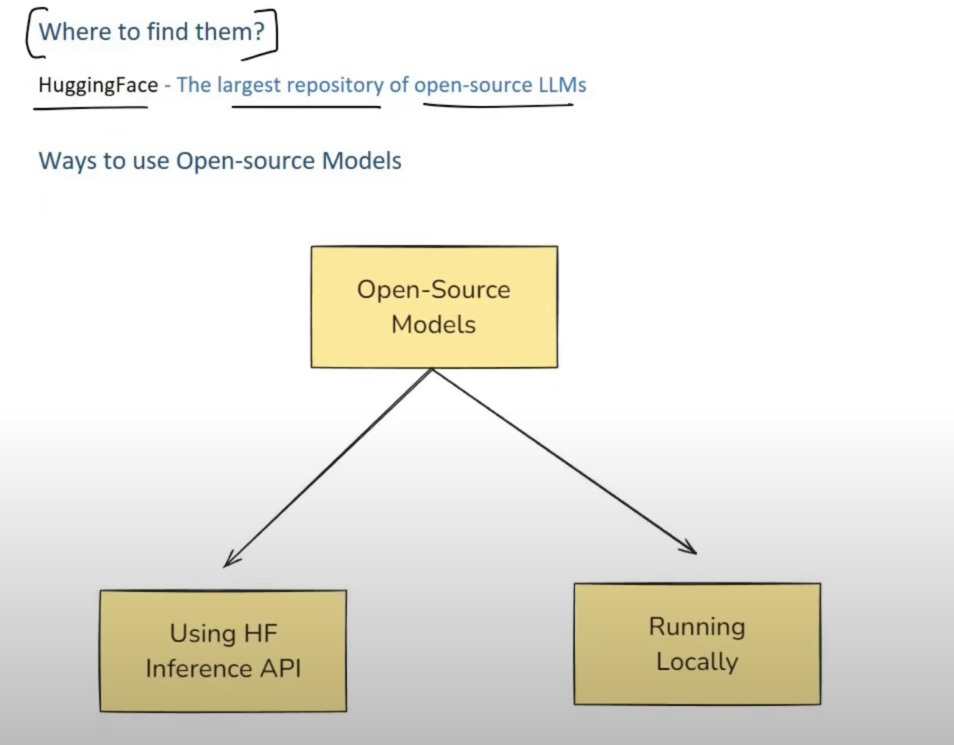 Where to find them?
HuggingFace - The largest repository of open-source LLMs
Ways to use Open-source Models
Open-Source
Models
Using HF
Inference API
Running
Locally